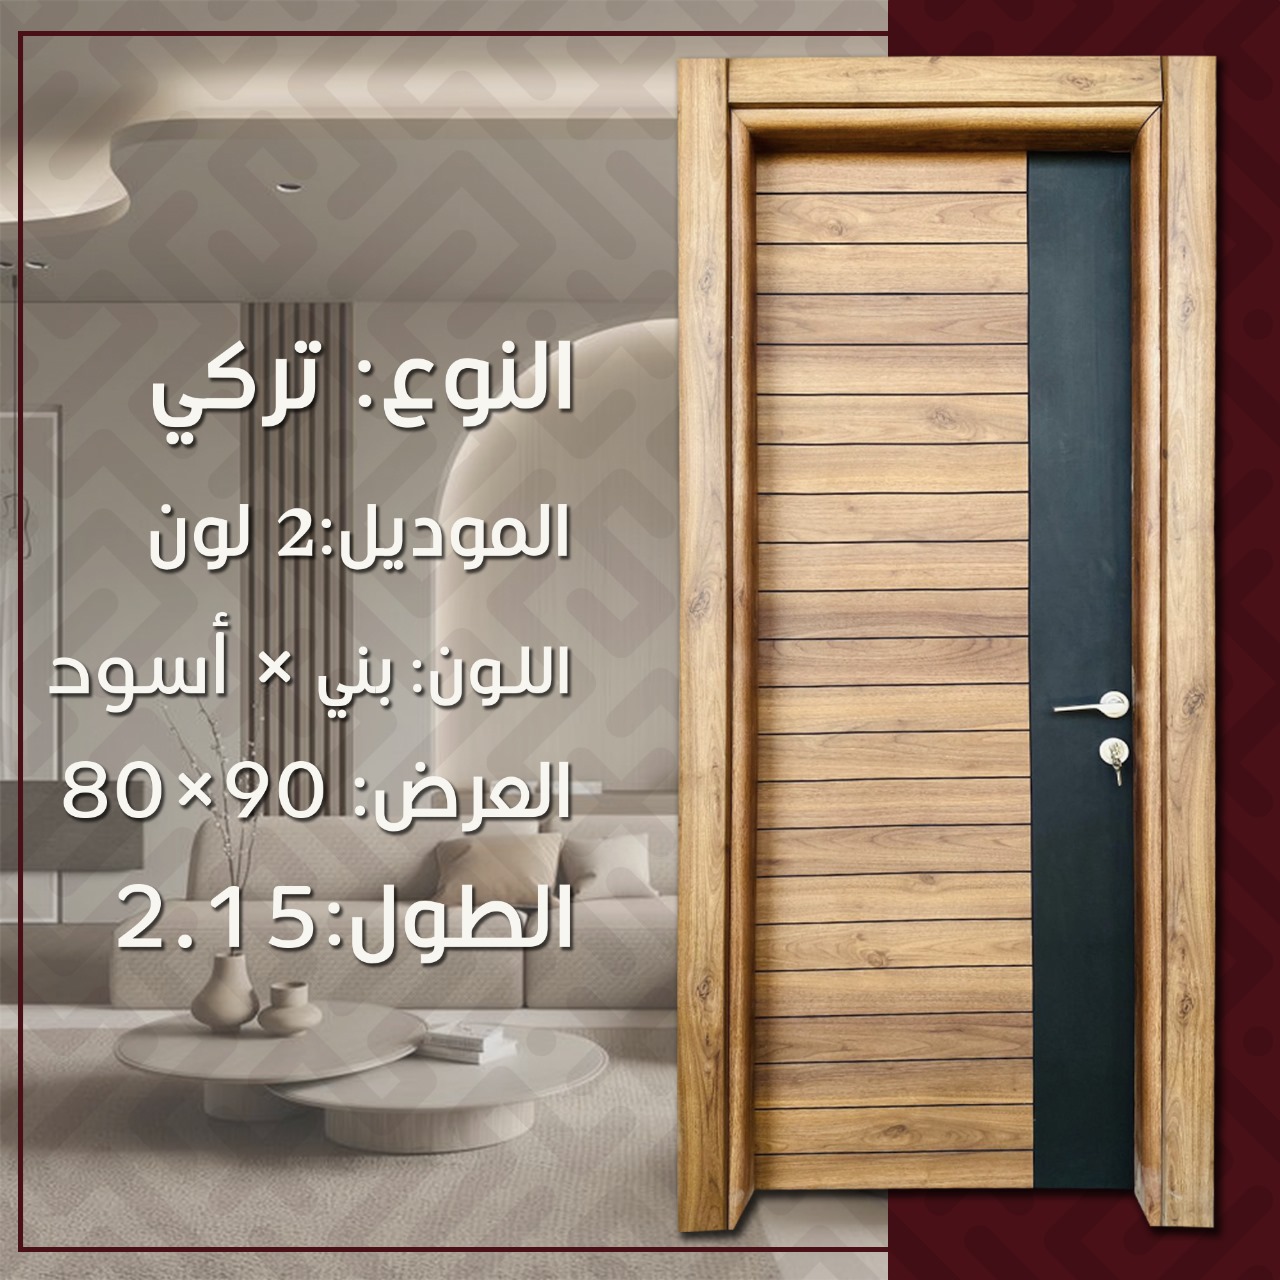 النوع: تركي
الموديل:2 لون
اللون: بني × أسود
العرض: 90×80
الطول:2.15